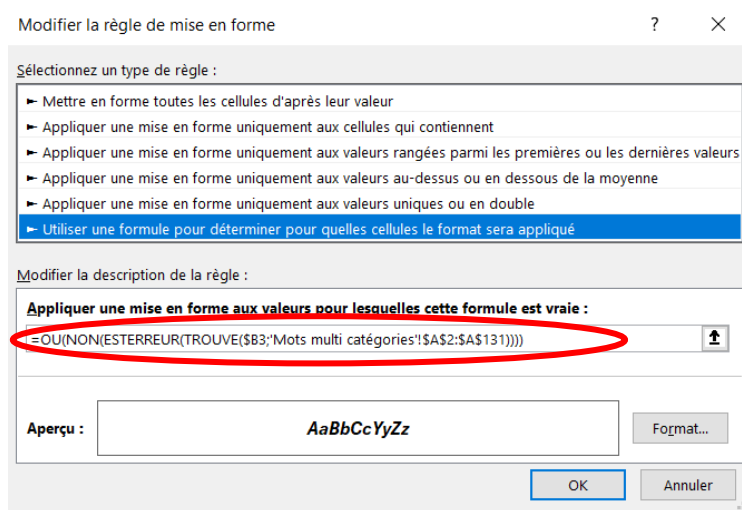 Modifier la règle de mise en forme ? ×
Sélectionnez un type de règle :
► Mettre en forme toutes les cellules d'après leur valeur
► Appliquer une mise en forme uniquement aux cellules qui contiennent
► Appliquer une mise en forme uniquement aux valeurs rangées parmi les premières ou les dernières valeurs
► Appliquer une mise en forme uniquement aux valeurs au-dessus ou en dessous de la moyenne
► Appliquer une mise en forme uniquement aux valeurs uniques ou en double
► Utiliser une formule pour déterminer pour quelles cellules le format sera appliqué
Modifier la description de la règle :
Appliquer une mise en forme aux valeurs pour lesquelles cette formule est vraie :
=OU(NON(ESTERREUR(TROUVE($B3;'Mots multi catégories'!$A$2:$A$131))))
Aperçu : AaBbCcYyZz Format...
OK Annuler